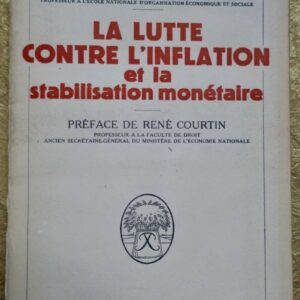 PROFESSEUR A L'ÉCOLE NATIONALE D'ORGANISATION ÉCONOMIQUE ET SOCIALE
LA LUTTE
CONTRE L'INFLATION
et la
stabilisation monétaire
PRÉFACE DE RENÉ COURTIN
PROFESSEUR A LA FACULTE DE DROIT
ANCIEN SECRÉTAIRE-GÉNÉRAL DU MINISTÈRE DE L'ÉCONOMIE NATIONALE